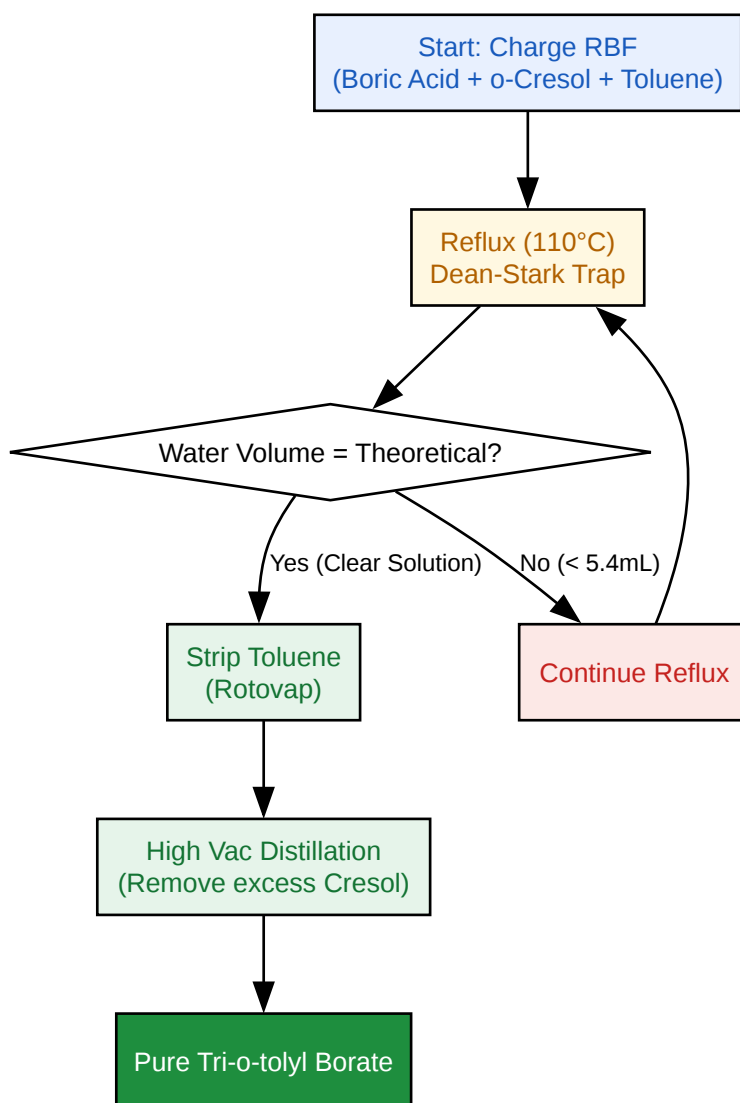 Start: Charge RBF
(Boric Acid + o-Cresol + Toluene)
Reflux (110°C)
Dean-Stark Trap
Water Volume = Theoretical?
Yes (Clear Solution)
No (< 5.4mL)
Strip Toluene
(Rotovap)
Continue Reflux
High Vac Distillation
(Remove excess Cresol)
Pure Tri-o-tolyl Borate